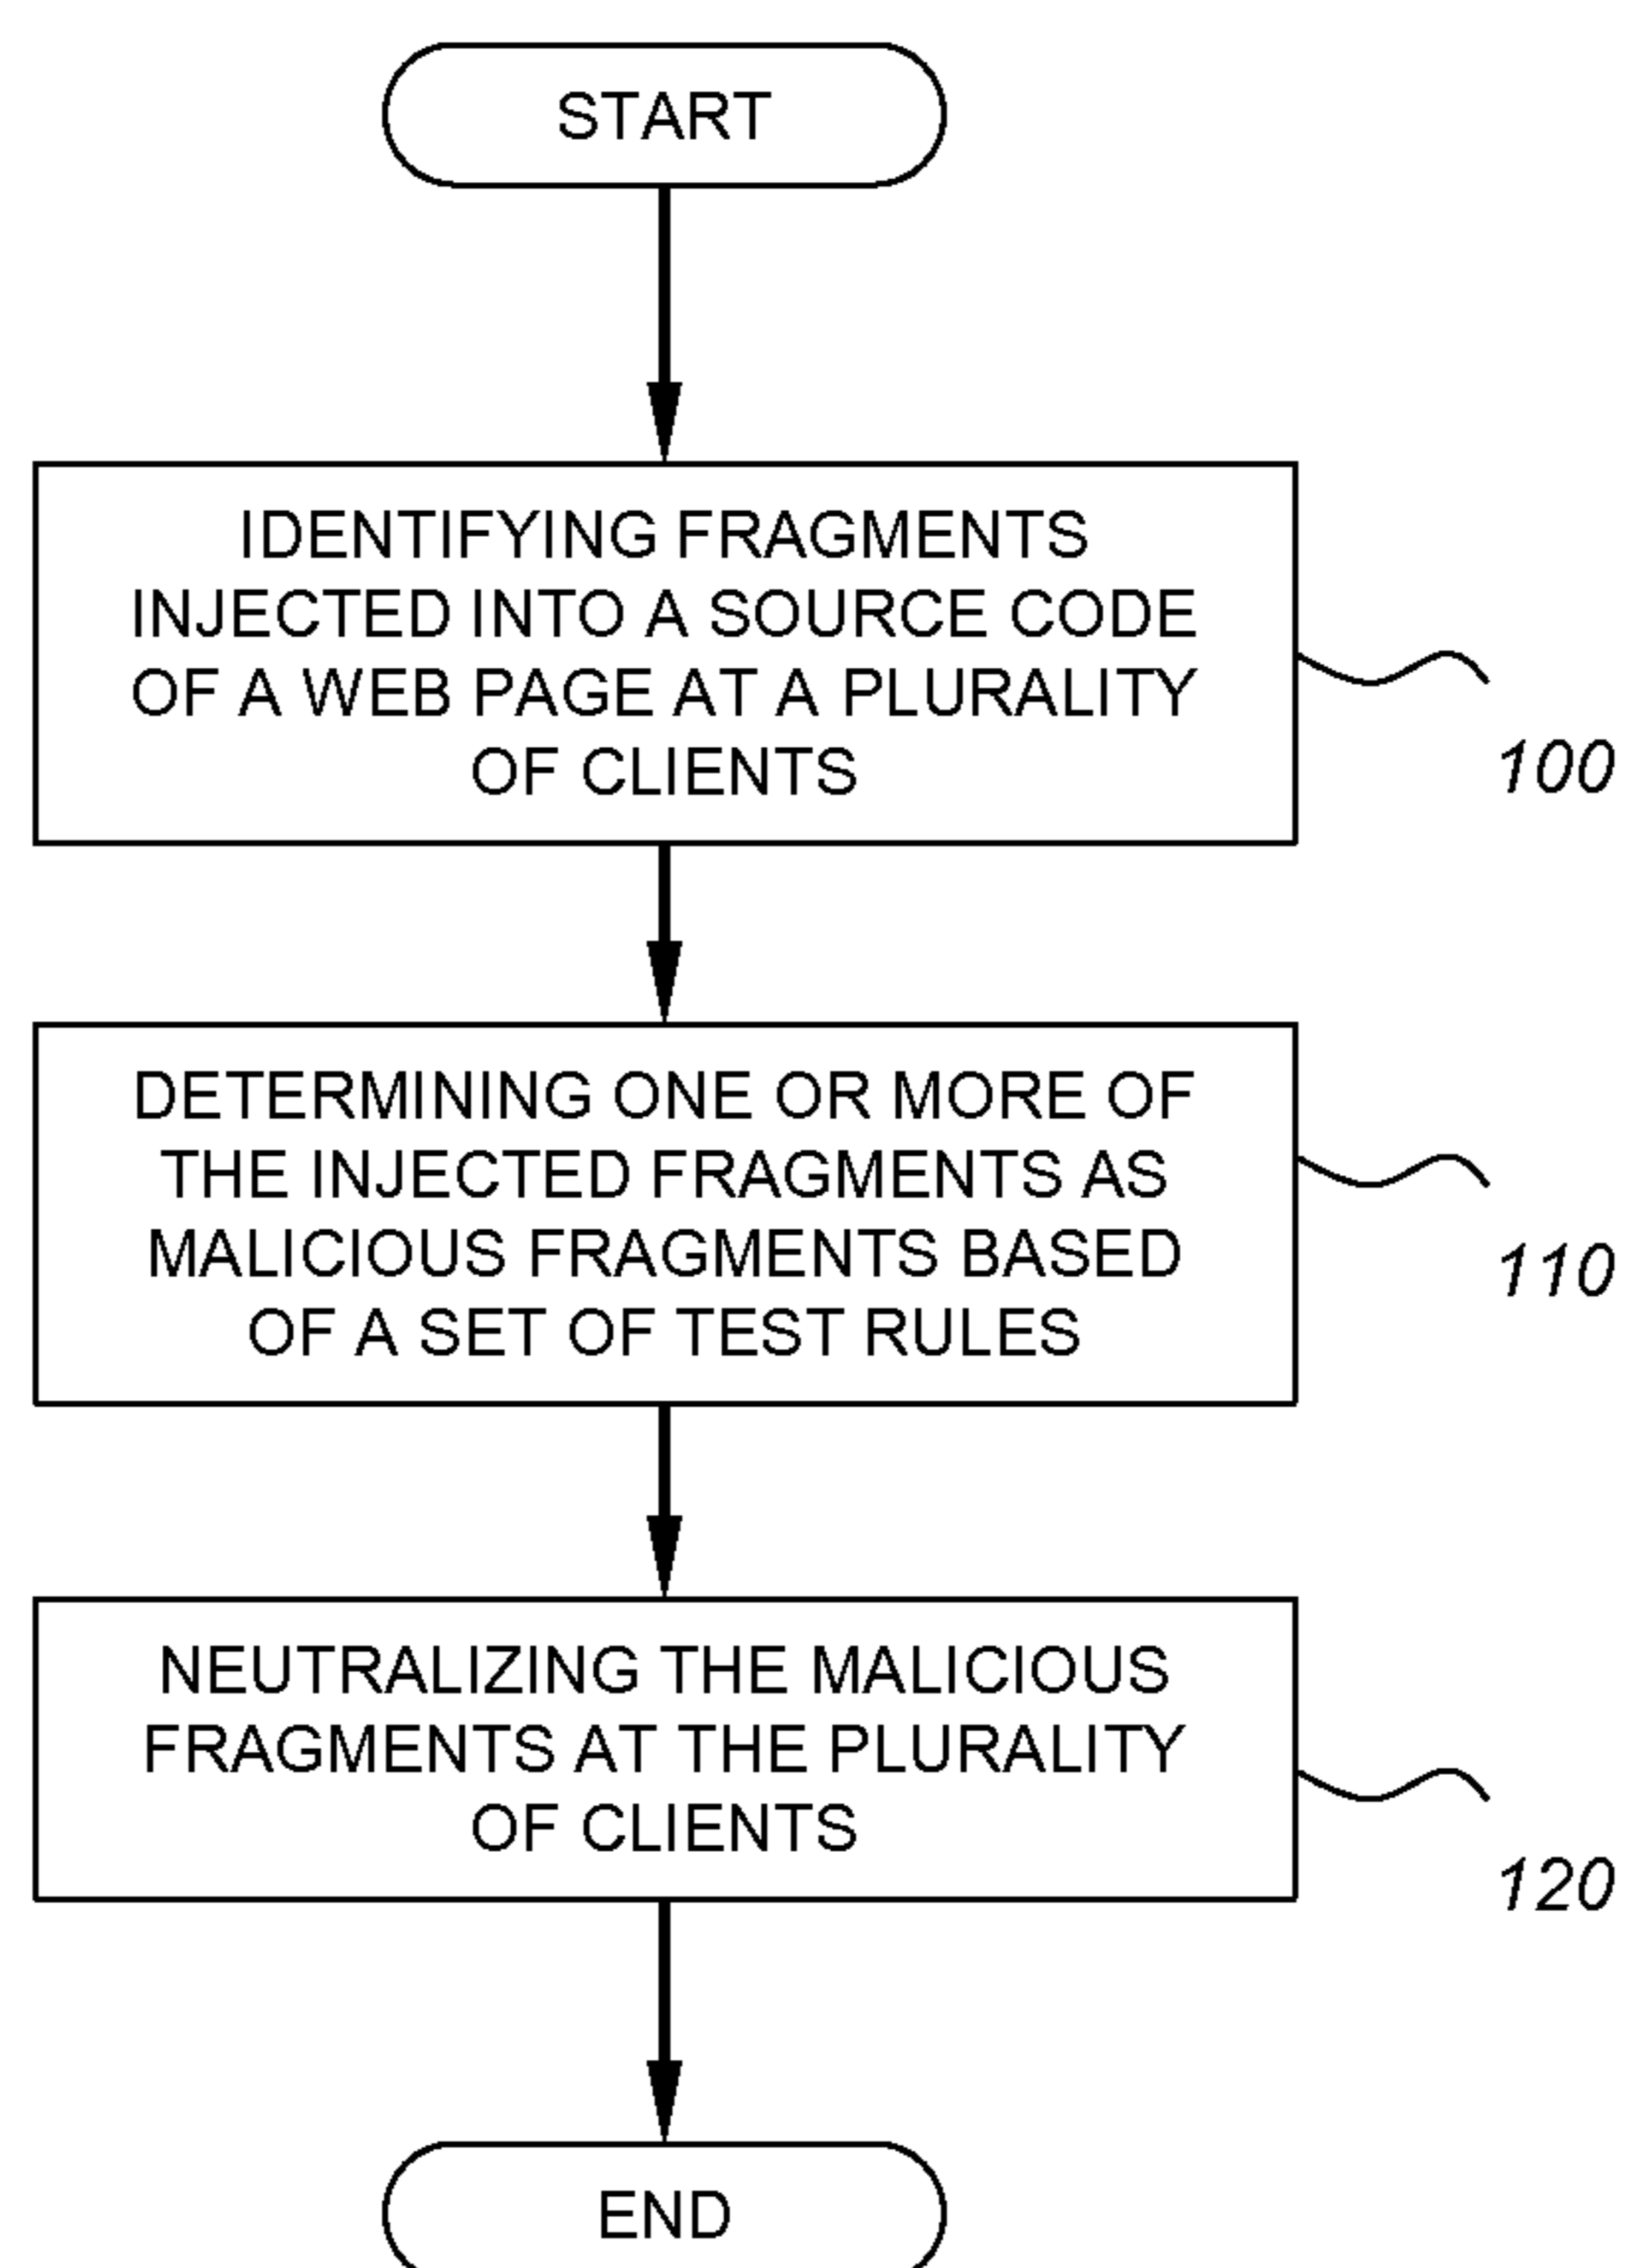 START
IDENTIFYING FRAGMENTS
INJECTED INTO A SOURCE CODE
OF A WEB PAGE AT A PLURALITY
OF CLIENTS
100
DETERMINING ONE OR MORE OF
THE INJECTED FRAGMENTS AS
MALICIOUS FRAGMENTS BASED
OF A SET OF TEST RULES
110
NEUTRALIZING THE MALICIOUS
FRAGMENTS AT THE PLURALITY
OF CLIENTS
120
END